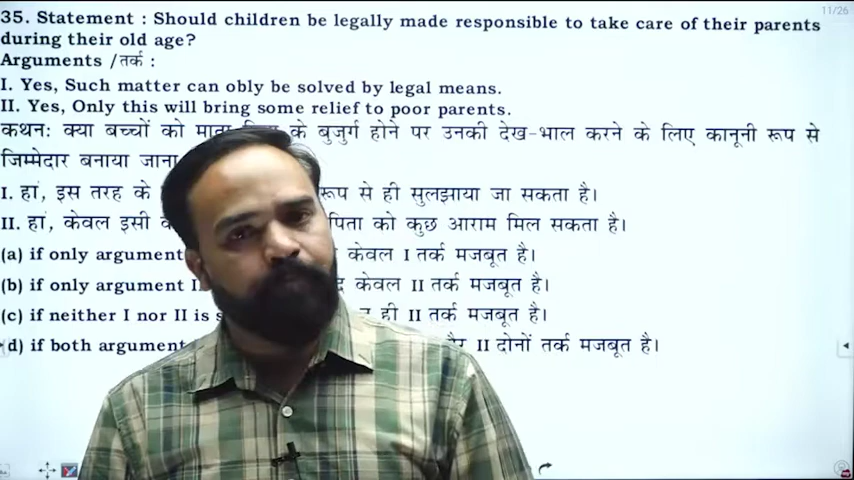 11/26
35. Statement : Should children be legally made responsible to take care of their parents
during their old age?
Arguments /तर्क :
I. Yes, Such matter can obly be solved by legal means.
II. Yes, Only this will bring some relief to poor parents.
कथन: क्या बच्चों को माता के बुजुर्ग होने पर उनकी देख-भाल करने के लिए कानूनी रूप से
जिम्मेदार बनाया जाना
I. हां, इस तरह के रूप से ही सुलझाया जा सकता है।
II. हां, केवल इसी पिता को कुछ आराम मिल सकता है।
(a) if only argument केवल I तर्क मजबूत है।
(b) if only argument केवल II तर्क मजबूत है।
(c) if neither I nor II is ही II तर्क मजबूत है।
(d) if both argument II दोनों तर्क मजबूत है।